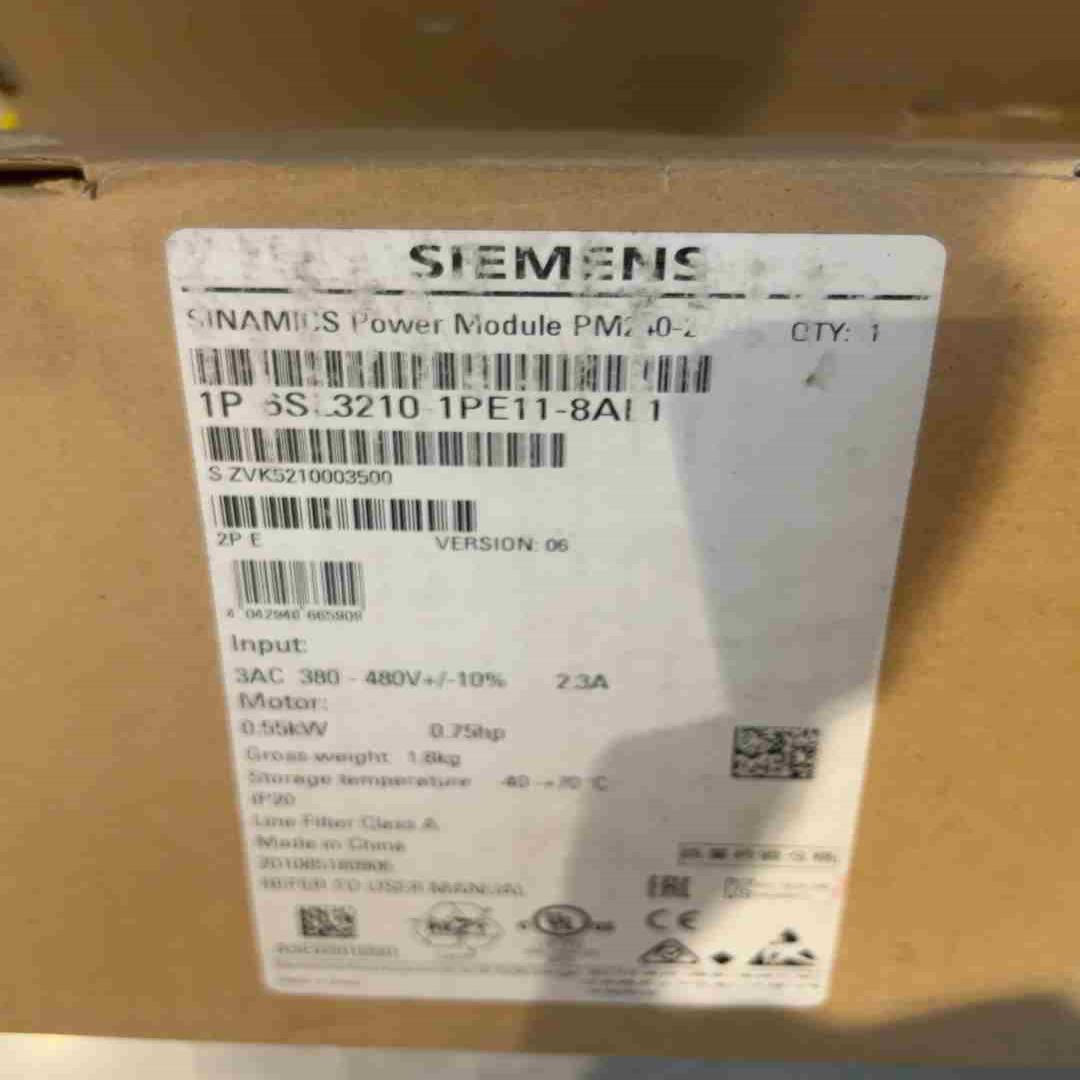 SIEMENS
SINAMICS Power Module PM240-2 QTY: 1
1P 6SL3210-1PE11-8AL1
S ZVK5210003500
2P E VERSION: 06
4 042948 665909
Input:
3AC 380 - 480V+/-10% 2.3A
Motor:
0.55kW 0.75hp
Gross weight 1.8kg
Storage temperature -40 - +70 °C
IP20
Line Filter Class A
Made in China
REFER TO USER MANUAL
EAC
UL
CE